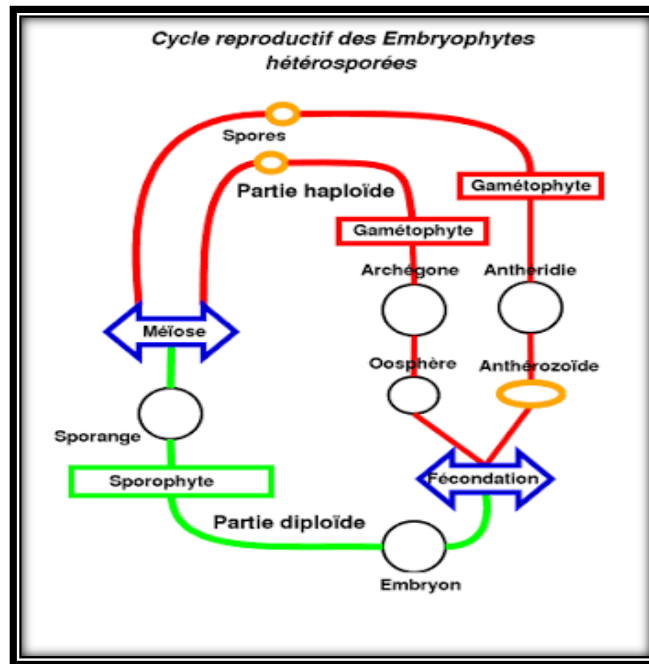 Cycle reproductif des Embryophytes
hétérosporées
Spores
Partie haploïde
Gamétophyte
Gamétophyte
Archégone
Anthéridie
Méïose
Oosphère
Anthérozoïde
Sporange
Sporophyte
Fécondation
Partie diploïde
Embryon